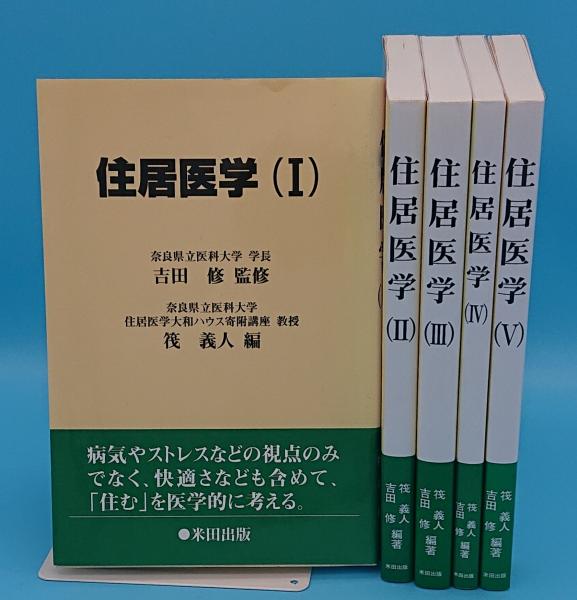 住居医学（Ⅰ）
奈良県立医科大学 学長
吉田 修 監修
奈良県立医科大学
住居医学大和ハウス寄附講座 教授
筏 義人 編
病気やストレスなどの視点のみ
でなく、快適さなども含めて、
「住む」を医学的に考える。
米田出版
住居医学（Ⅱ）
筏 義人
吉田 修 編著
米田出版
住居医学（Ⅲ）
筏 義人
吉田 修 編著
米田出版
住居医学（Ⅳ）
筏 義人
吉田 修 編著
米田出版
住居医学（Ⅴ）
筏 義人
吉田 修 編著
米田出版